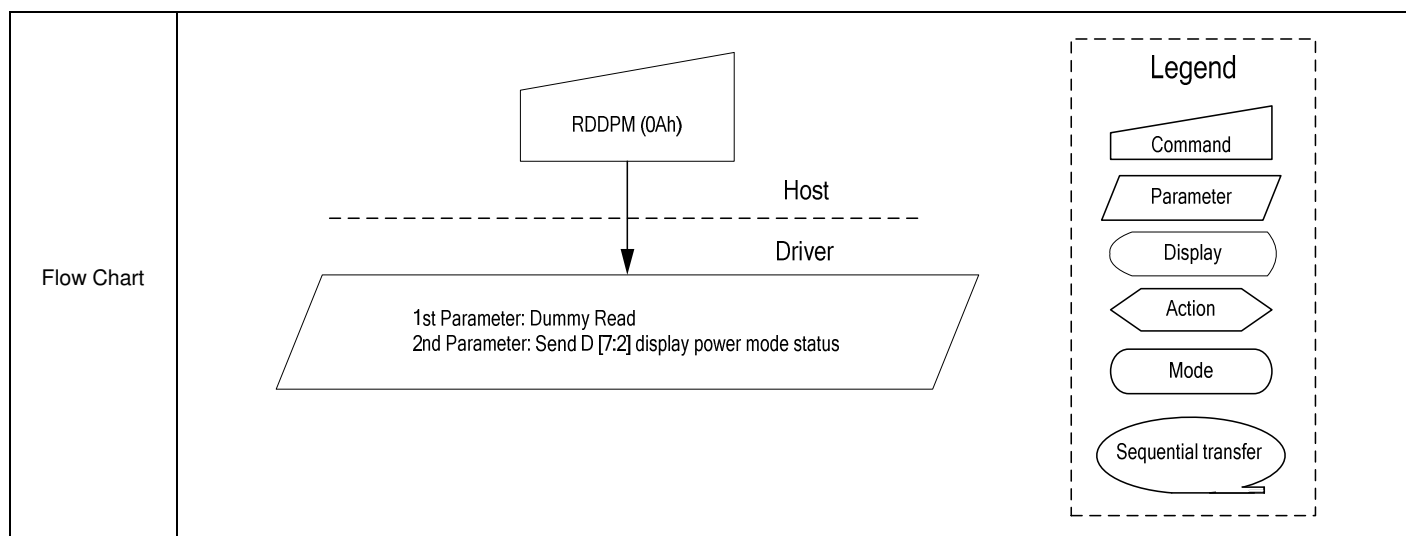 Flow Chart
RDDPM (0Ah)
Host
Driver
1st Parameter: Dummy Read
2nd Parameter: Send D [7:2] display power mode status
Legend
Command
Parameter
Display
Action
Mode
Sequential transfer